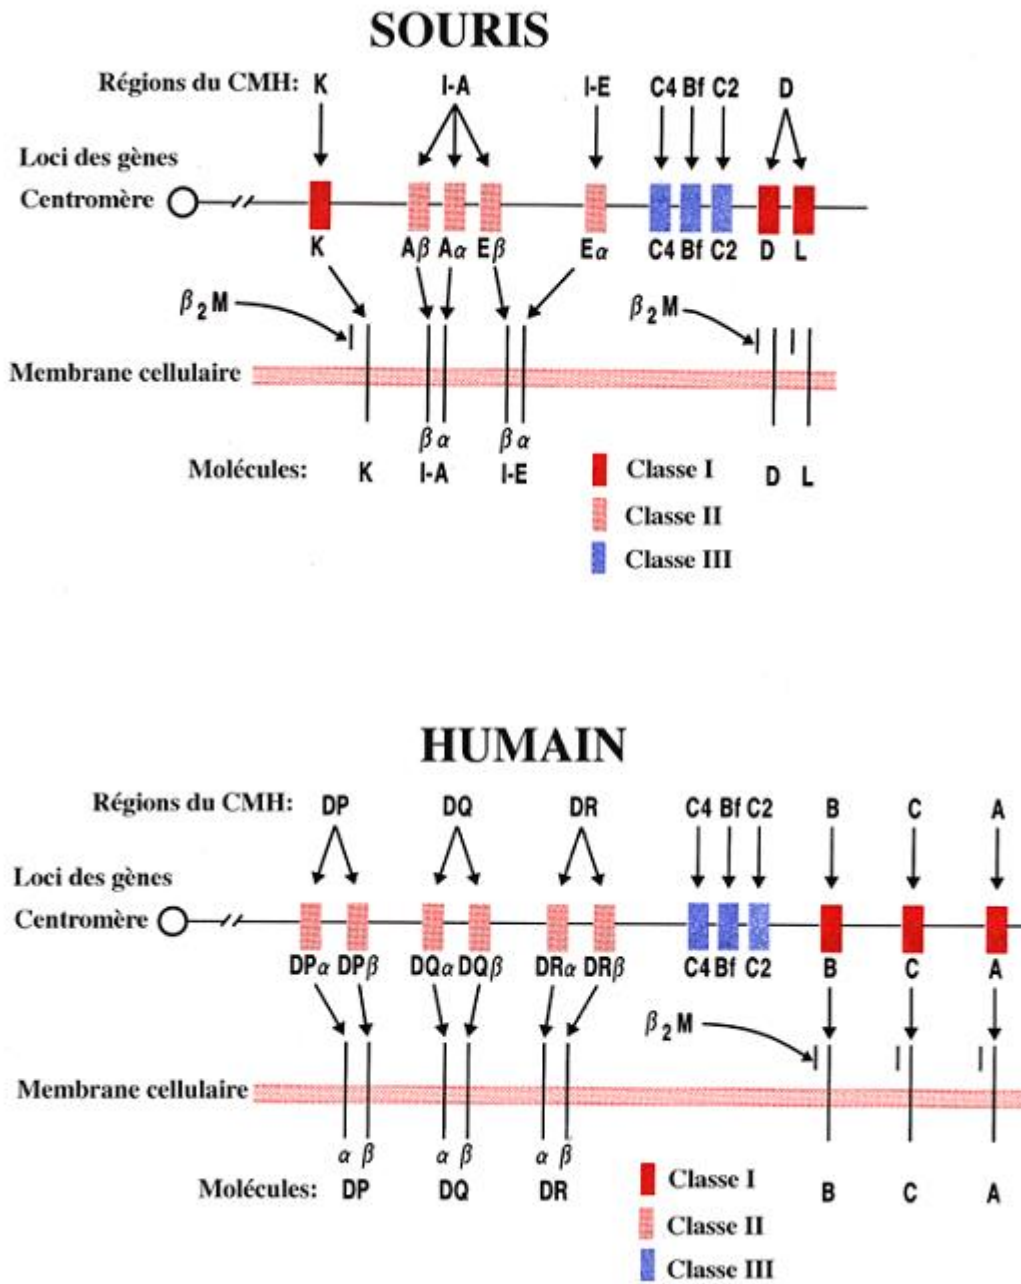 SOURIS
Régions du CMH: K I-A I-E C4 Bf C2 D
Loci des gènes
Centromère
K Aβ Aα Eβ Eα C4 Bf C2 D L
β₂M β₂M
Membrane cellulaire
β α β α
Molécules: K I-A I-E D L
Classe I
Classe II
Classe III
HUMAIN
Régions du CMH: DP DQ DR C4 Bf C2 B C A
Loci des gènes
Centromère
DPα DPβ DQα DQβ DRα DRβ C4 Bf C2 B C A
β₂M
Membrane cellulaire
α β α β α β
Molécules: DP DQ DR B C A
Classe I
Classe II
Classe III